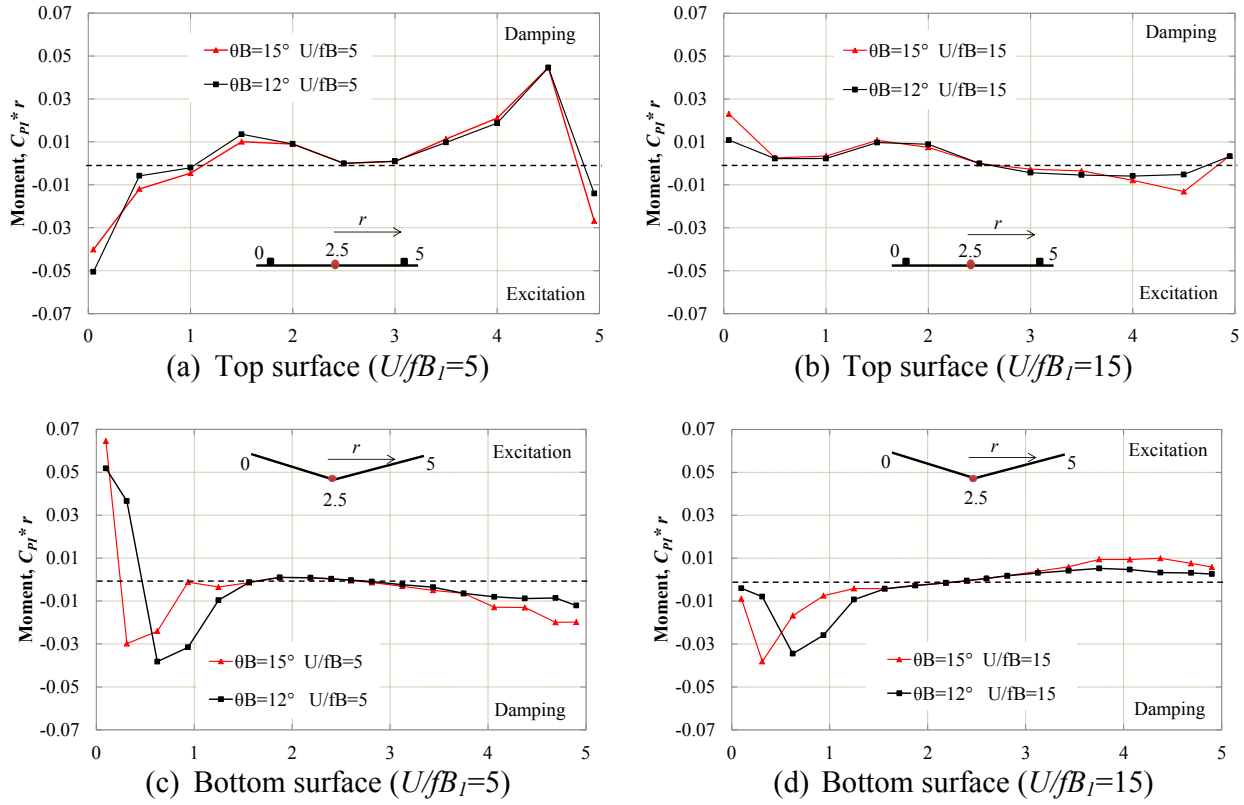 0.07
0.05
0.03
0.01
-0.01
-0.03
-0.05
-0.07
Moment, CPI* r
Damping
θB=15° U/fB=5
θB=12° U/fB=5
r
0 2.5 5
Excitation
0 1 2 3 4 5
(a) Top surface (U/fB1=5)
0.07
0.05
0.03
0.01
-0.01
-0.03
-0.05
-0.07
Moment, CPI* r
Damping
θB=15° U/fB=15
θB=12° U/fB=15
r
0 2.5 5
Excitation
0 1 2 3 4 5
(b) Top surface (U/fB1=15)
0.07
0.05
0.03
0.01
-0.01
-0.03
-0.05
-0.07
Moment, CPI* r
Excitation
r
0 5
2.5
θB=15° U/fB=5
θB=12° U/fB=5
Damping
0 1 2 3 4 5
(c) Bottom surface (U/fB1=5)
0.07
0.05
0.03
0.01
-0.01
-0.03
-0.05
-0.07
Moment, CPI* r
Excitation
r
0 5
2.5
θB=15° U/fB=15
θB=12° U/fB=15
Damping
0 1 2 3 4 5
(d) Bottom surface (U/fB1=15)